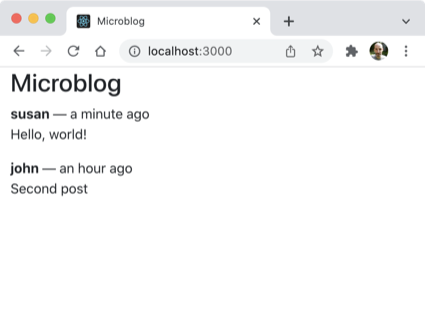 Microblog
localhost:3000
Microblog
susan — a minute ago
Hello, world!
john — an hour ago
Second post